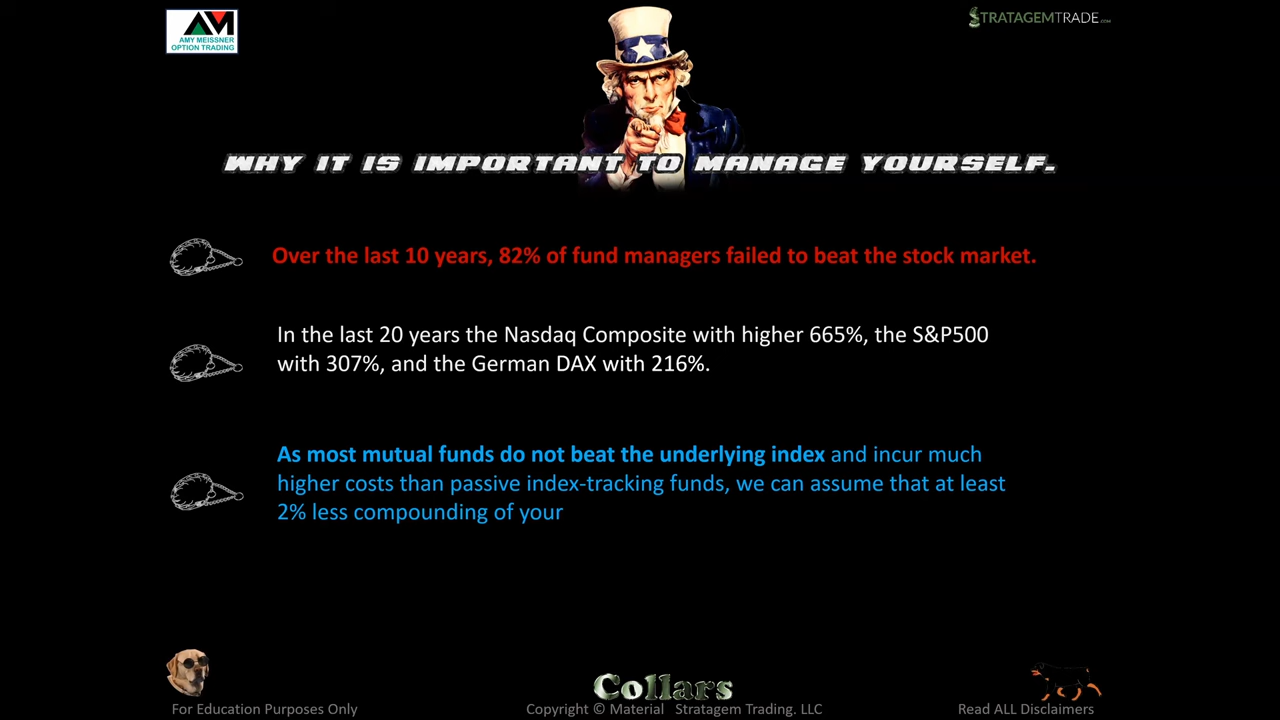 AMY MEISSNER
OPTION TRADING
STRATAGEMTRADE.COM
WHY IT IS IMPORTANT TO MANAGE YOURSELF.
Over the last 10 years, 82% of fund managers failed to beat the stock market.
In the last 20 years the Nasdaq Composite with higher 665%, the S&P500
with 307%, and the German DAX with 216%.
As most mutual funds do not beat the underlying index and incur much
higher costs than passive index-tracking funds, we can assume that at least
2% less compounding of your
Collars
For Education Purposes Only
Copyright © Material Stratagem Trading. LLC
Read ALL Disclaimers